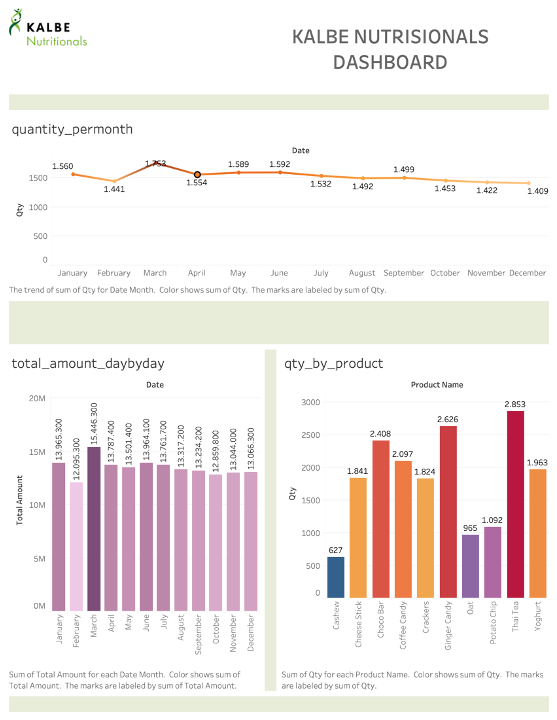 KALBE
Nutritionals
KALBE NUTRISIONALS
DASHBOARD
quantity_permonth
Date
1.560
1.441
1.753
1.554
1.589
1.592
1.532
1.492
1.499
1.453
1.422
1.409
Qty
1500
1000
500
0
January February March April May June July August September October November December
The trend of sum of Qty for Date Month. Color shows sum of Qty. The marks are labeled by sum of Qty.
total_amount_daybyday
Date
Total Amount
20M
15M
10M
5M
0M
13.965.300
12.095.300
15.446.300
13.787.400
13.501.400
13.964.100
13.761.700
13.317.200
13.234.200
12.859.800
13.044.000
13.066.300
January
February
March
April
May
June
July
August
September
October
November
December
Sum of Total Amount for each Date Month. Color shows sum of
Total Amount. The marks are labeled by sum of Total Amount.
qty_by_product
Product Name
Qty
3000
2500
2000
1500
1000
500
0
627
1.841
2.408
2.097
1.824
2.626
965
1.092
2.853
1.963
Cashew
Cheese Stick
Choco Bar
Coffee Candy
Crackers
Ginger Candy
Oat
Potato Chip
Thai Tea
Yoghurt
Sum of Qty for each Product Name. Color shows sum of Qty. The marks
are labeled by sum of Qty.